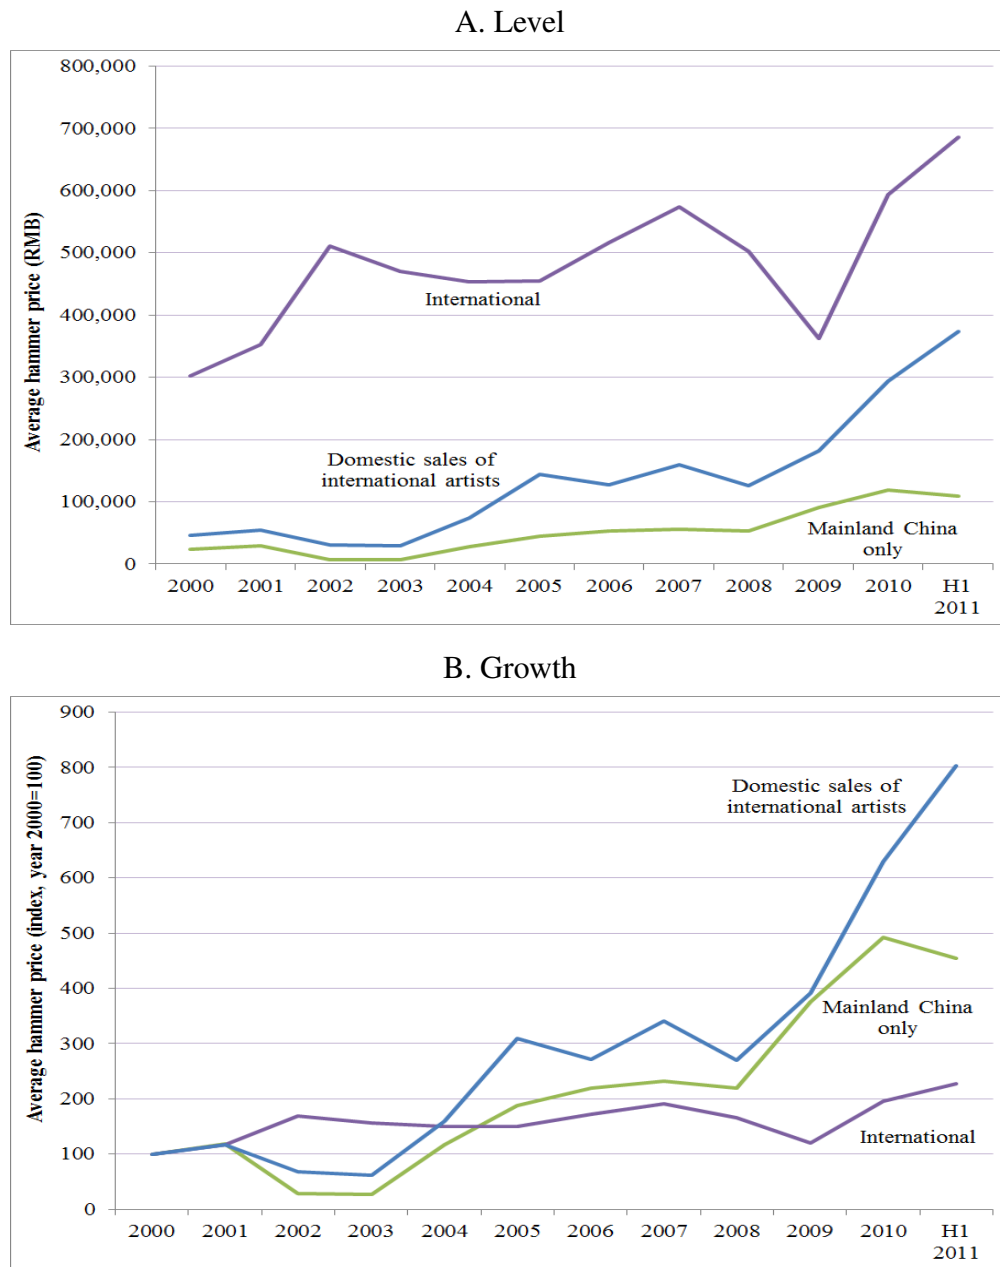 A. Level
Average hammer price (RMB)
800,000
700,000
600,000
500,000
400,000
300,000
200,000
100,000
0
International
Domestic sales of
international artists
Mainland China
only
2000 2001 2002 2003 2004 2005 2006 2007 2008 2009 2010 H1
2011
B. Growth
Average hammer price (index, year 2000=100)
900
800
700
600
500
400
300
200
100
0
Domestic sales of
international artists
Mainland China
only
International
2000 2001 2002 2003 2004 2005 2006 2007 2008 2009 2010 H1
2011